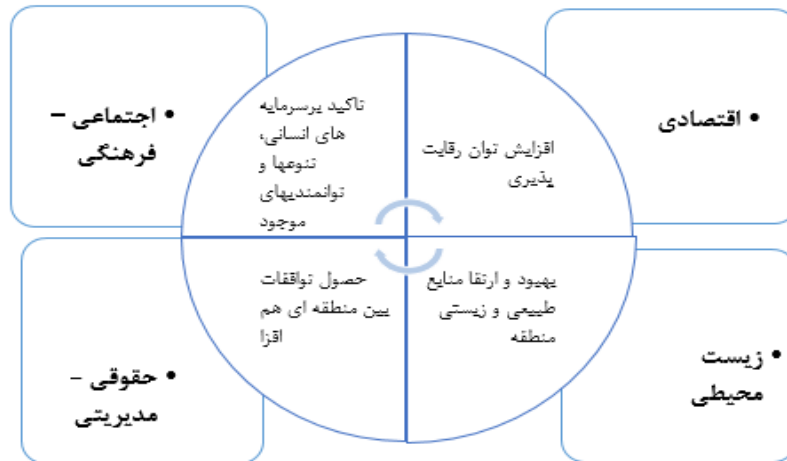 • اقتصادی
افزایش توان رقابت
پذیری
• اجتماعی –
فرهنگی
تاکید برسرمایه
های انسانی،
تنوعها و
توانمندیهای
موجود
• زیست
محیطی
بهبود و ارتقا منابع
طبیعی و زیستی
منطقه
• حقوقی –
مدیریتی
حصول توافقات
بین منطقه ای هم
افزا